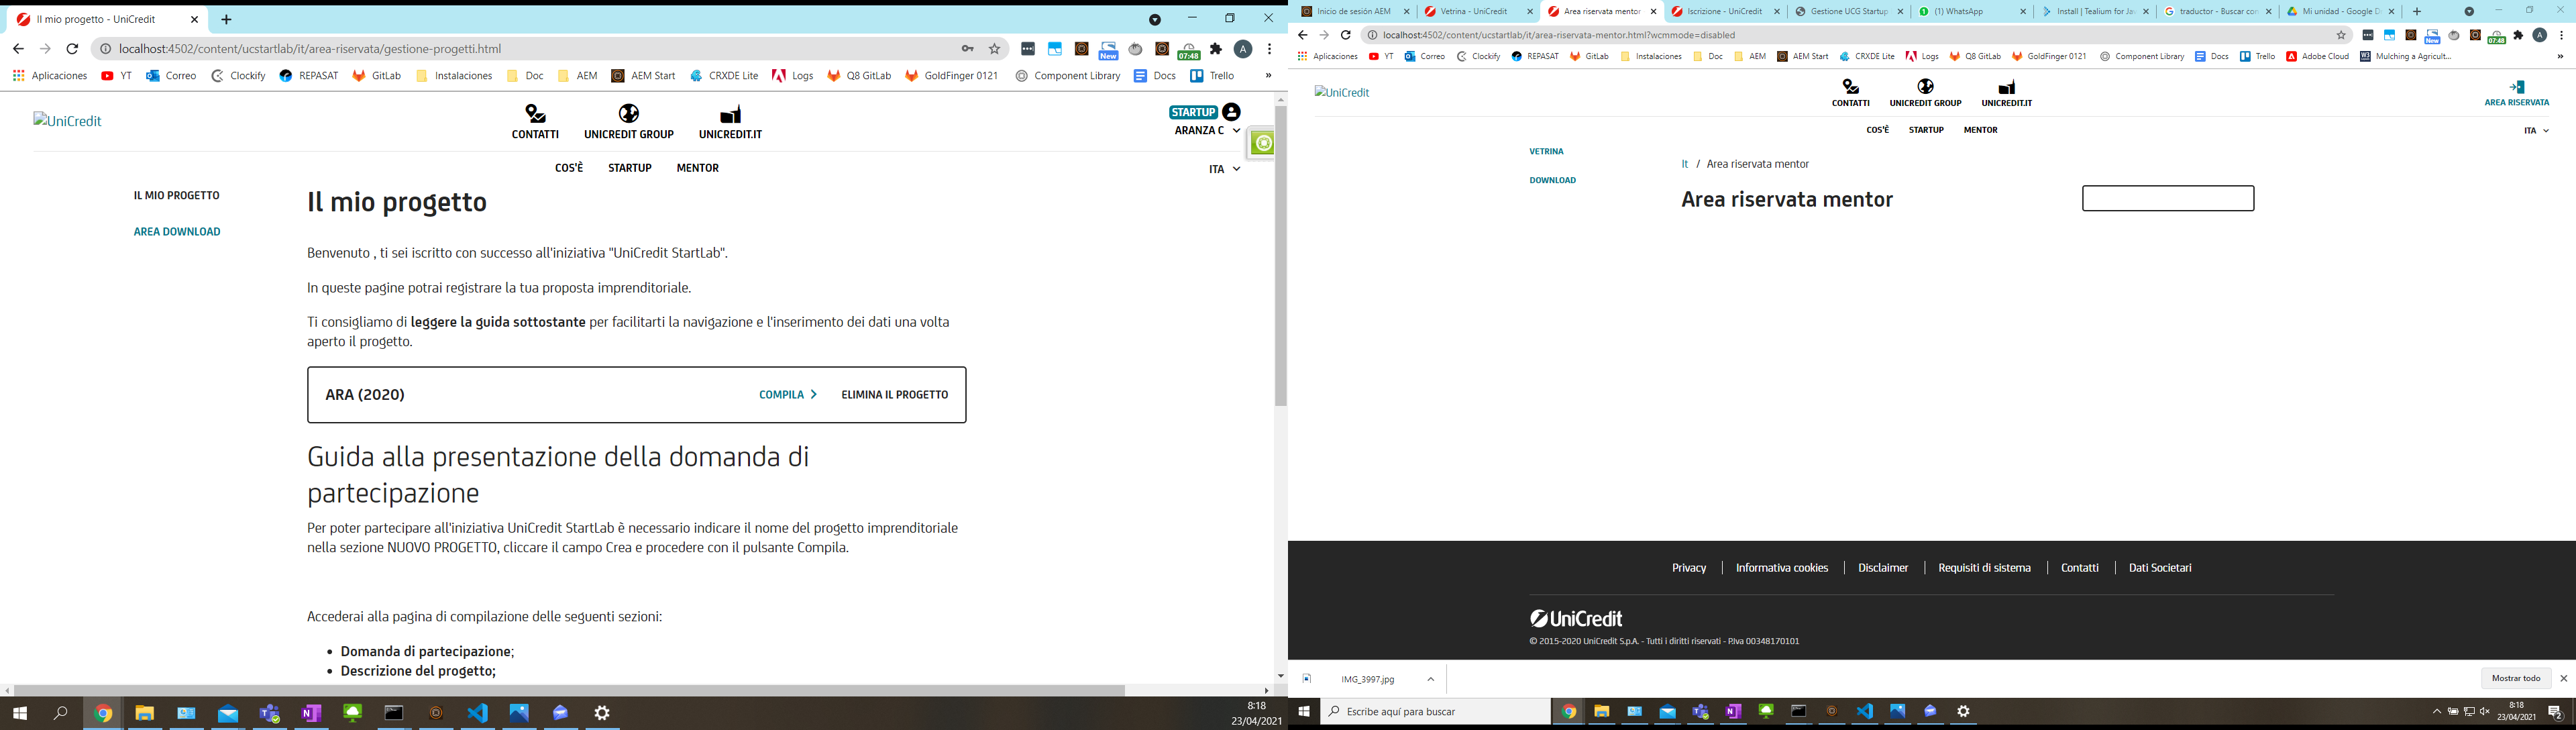 Il mio progetto - UniCredit
localhost:4502/content/ucstartlab/it/area-riservata/gestione-progetti.html
New
07:48
A
Aplicaciones
YT
Correo
Clockify
REPASAT
GitLab
Instalaciones
Doc
AEM
AEM Start
CRXDE Lite
Logs
Q8 GitLab
GoldFinger 0121
Component Library
Docs
Trello
»
UniCredit
CONTATTI
UNICREDIT GROUP
UNICREDIT.IT
STARTUP
ARANZA C
COS'È
STARTUP
MENTOR
ITA
IL MIO PROGETTO
AREA DOWNLOAD
Il mio progetto
Benvenuto , ti sei iscritto con successo all'iniziativa "UniCredit StartLab".
In queste pagine potrai registrare la tua proposta imprenditoriale.
Ti consigliamo di leggere la guida sottostante per facilitarti la navigazione e l'inserimento dei dati una volta
aperto il progetto.
ARA (2020)
COMPILA
ELIMINA IL PROGETTO
Guida alla presentazione della domanda di
partecipazione
Per poter partecipare all'iniziativa UniCredit StartLab è necessario indicare il nome del progetto imprenditoriale
nella sezione NUOVO PROGETTO, cliccare il campo Crea e procedere con il pulsante Compila.
Accederai alla pagina di compilazione delle seguenti sezioni:
• Domanda di partecipazione;
• Descrizione del progetto;
8:18
23/04/2021
Inicio de sesión AEM
Vetrina - UniCredit
Area riservata mentor
Iscrizione - UniCredit
Gestione UCG Startup
(1) WhatsApp
Install | Tealium for Jav
traductor - Buscar con
Mi unidad - Google D
localhost:4502/content/ucstartlab/it/area-riservata-mentor.html?wcmmode=disabled
New
07:48
A
Aplicaciones
YT
Correo
Clockify
REPASAT
GitLab
Instalaciones
Doc
AEM
AEM Start
CRXDE Lite
Logs
Q8 GitLab
GoldFinger 0121
Component Library
Docs
Trello
Adobe Cloud
Mulching a Agricult...
»
UniCredit
CONTATTI
UNICREDIT GROUP
UNICREDIT.IT
AREA RISERVATA
COS'È
STARTUP
MENTOR
ITA
VETRINA
DOWNLOAD
It / Area riservata mentor
Area riservata mentor
Privacy
Informativa cookies
Disclaimer
Requisiti di sistema
Contatti
Dati Societari
UniCredit
© 2015-2020 UniCredit S.p.A. - Tutti i diritti riservati - P.Iva 00348170101
IMG_3997.jpg
Mostrar todo
Escribe aquí para buscar
8:18
23/04/2021
2